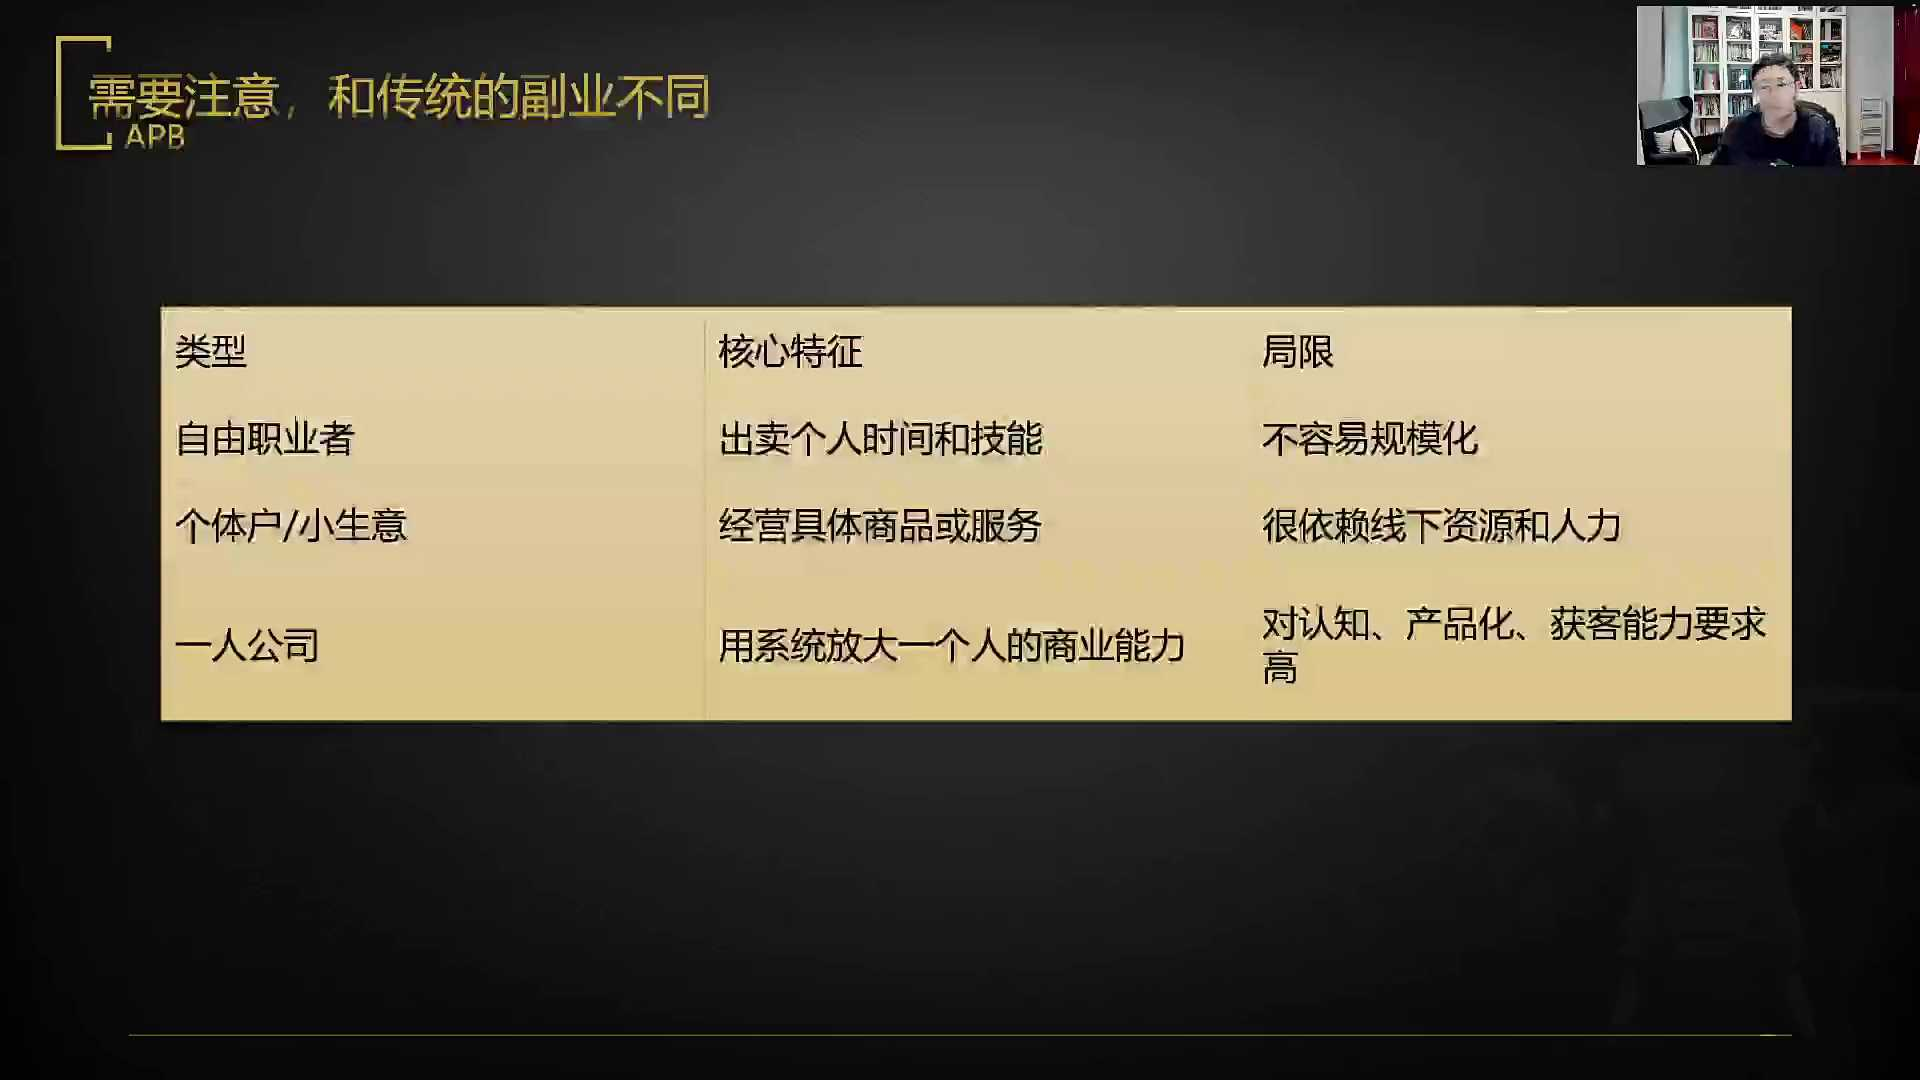 需要注意，和传统的副业不同
APB
类型 核心特征 局限
自由职业者 出卖个人时间和技能 不容易规模化
个体户/小生意 经营具体商品或服务 很依赖线下资源和人力
一人公司 用系统放大一个人的商业能力 对认知、产品化、获客能力要求
高